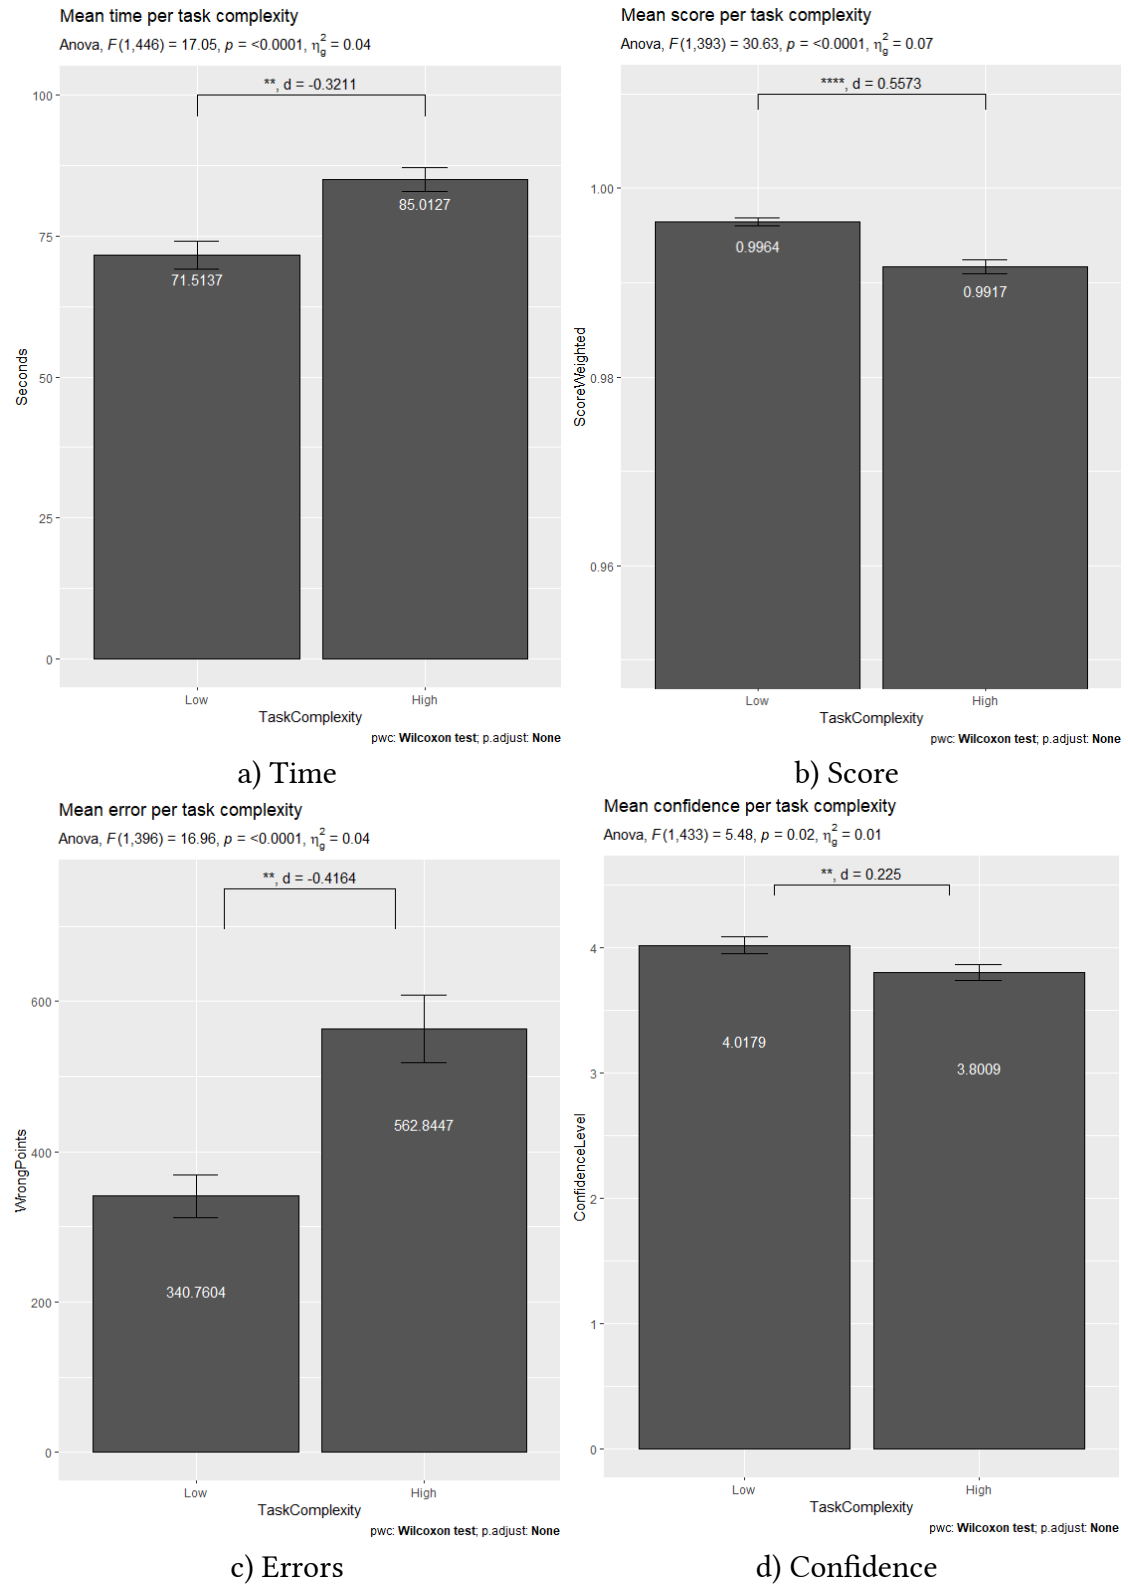 Mean time per task complexity
Anova, F(1,446) = 17.05, p = <0.0001, η²g = 0.04
**, d = -0.3211
100
75
50
25
0
Seconds
71.5137
85.0127
Low High
TaskComplexity
pwc: Wilcoxon test; p.adjust: None
a) Time
Mean score per task complexity
Anova, F(1,393) = 30.63, p = <0.0001, η²g = 0.07
****, d = 0.5573
1.00
0.98
0.96
ScoreWeighted
0.9964
0.9917
Low High
TaskComplexity
pwc: Wilcoxon test; p.adjust: None
b) Score
Mean error per task complexity
Anova, F(1,396) = 16.96, p = <0.0001, η²g = 0.04
**, d = -0.4164
600
400
200
0
WrongPoints
340.7604
562.8447
Low High
TaskComplexity
pwc: Wilcoxon test; p.adjust: None
c) Errors
Mean confidence per task complexity
Anova, F(1,433) = 5.48, p = 0.02, η²g = 0.01
**, d = 0.225
4
3
2
1
0
ConfidenceLevel
4.0179
3.8009
Low High
TaskComplexity
pwc: Wilcoxon test; p.adjust: None
d) Confidence